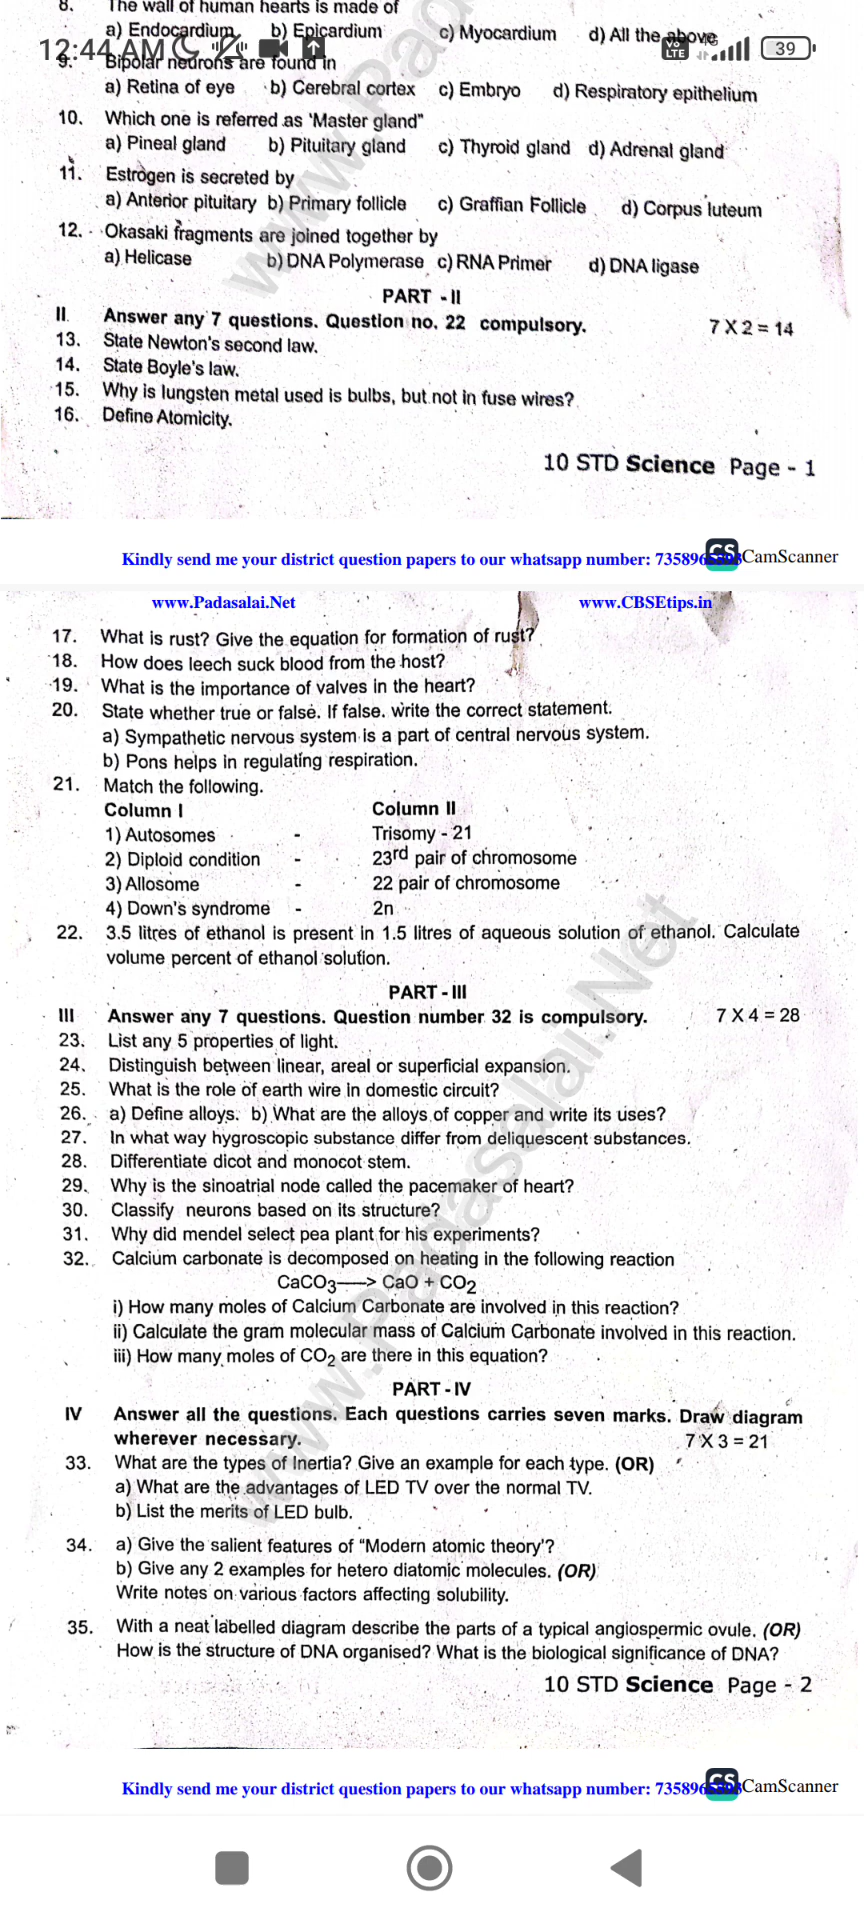 8. The wall of human hearts is made of
a) Endocardium b) Epicardium c) Myocardium d) All the above
12:44 AM Vo LTE 39
9. Bipolar neurons are found in
a) Retina of eye b) Cerebral cortex c) Embryo d) Respiratory epithelium
10. Which one is referred as 'Master gland"
a) Pineal gland b) Pituitary gland c) Thyroid gland d) Adrenal gland
11. Estrogen is secreted by
a) Anterior pituitary b) Primary follicle c) Graffian Follicle d) Corpus luteum
12. Okasaki fragments are joined together by
a) Helicase b) DNA Polymerase c) RNA Primer d) DNA ligase
PART - II
II. Answer any 7 questions. Question no. 22 compulsory. 7 X 2 = 14
13. State Newton's second law.
14. State Boyle's law.
15. Why is lungsten metal used is bulbs, but not in fuse wires?
16. Define Atomicity.
10 STD Science Page - 1
Kindly send me your district question papers to our whatsapp number: 735896 CS CamScanner
www.Padasalai.Net www.CBSEtips.in
17. What is rust? Give the equation for formation of rust?
18. How does leech suck blood from the host?
19. What is the importance of valves in the heart?
20. State whether true or false. If false. write the correct statement.
a) Sympathetic nervous system is a part of central nervous system.
b) Pons helps in regulating respiration.
21. Match the following.
Column I Column II
1) Autosomes - Trisomy - 21
2) Diploid condition - 23rd pair of chromosome
3) Allosome - 22 pair of chromosome
4) Down's syndrome - 2n
22. 3.5 litres of ethanol is present in 1.5 litres of aqueous solution of ethanol. Calculate
volume percent of ethanol solution.
PART - III
III Answer any 7 questions. Question number 32 is compulsory. 7 X 4 = 28
23. List any 5 properties of light.
24. Distinguish between linear, areal or superficial expansion.
25. What is the role of earth wire in domestic circuit?
26. a) Define alloys. b) What are the alloys of copper and write its uses?
27. In what way hygroscopic substance differ from deliquescent substances.
28. Differentiate dicot and monocot stem.
29. Why is the sinoatrial node called the pacemaker of heart?
30. Classify neurons based on its structure?
31. Why did mendel select pea plant for his experiments?
32. Calcium carbonate is decomposed on heating in the following reaction
CaCO3 —> CaO + CO2
i) How many moles of Calcium Carbonate are involved in this reaction?
ii) Calculate the gram molecular mass of Calcium Carbonate involved in this reaction.
iii) How many moles of CO2 are there in this equation?
PART - IV
IV Answer all the questions. Each questions carries seven marks. Draw diagram
wherever necessary. 7 X 3 = 21
33. What are the types of Inertia? Give an example for each type. (OR)
a) What are the advantages of LED TV over the normal TV.
b) List the merits of LED bulb.
34. a) Give the salient features of "Modern atomic theory'?
b) Give any 2 examples for hetero diatomic molecules. (OR)
Write notes on various factors affecting solubility.
35. With a neat labelled diagram describe the parts of a typical angiospermic ovule. (OR)
How is the structure of DNA organised? What is the biological significance of DNA?
10 STD Science Page - 2
www.Padasalai.Net
Kindly send me your district question papers to our whatsapp number: 735896 CS CamScanner